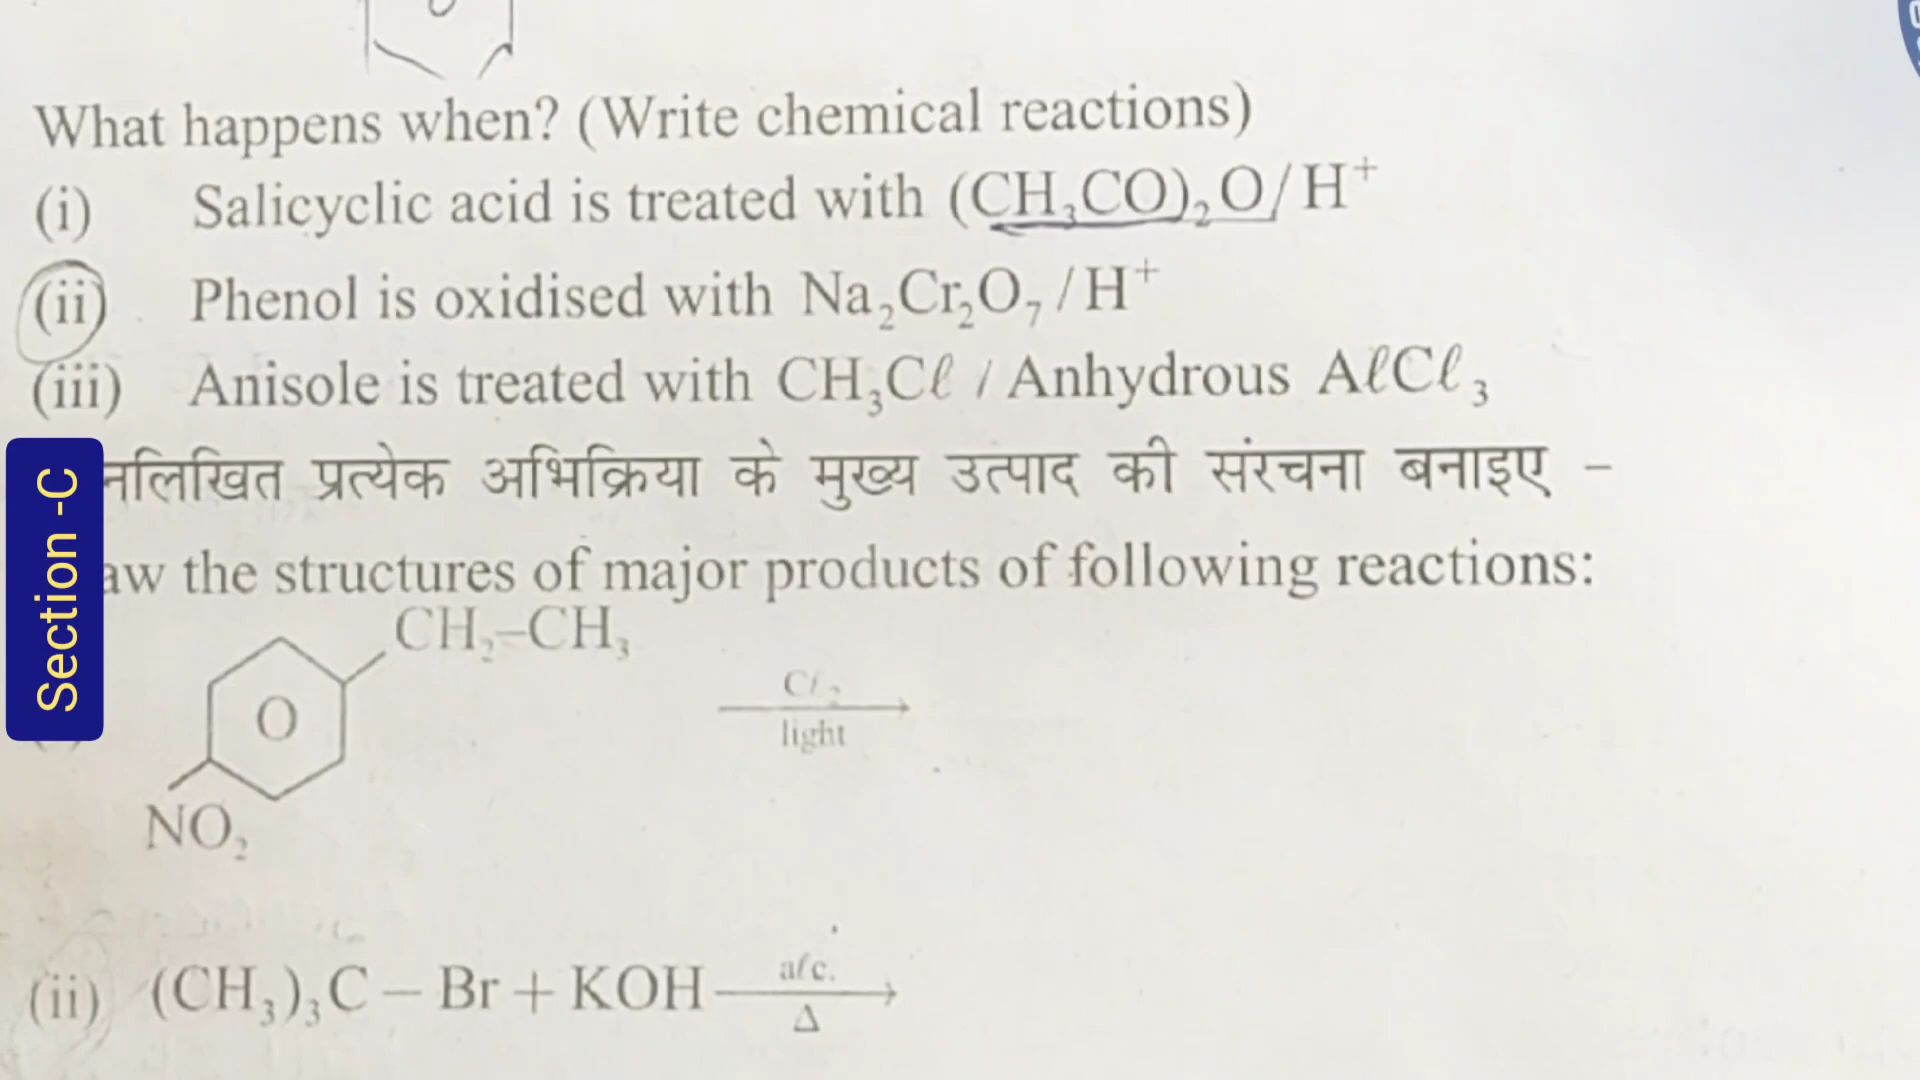 What happens when? (Write chemical reactions)
(i) Salicyclic acid is treated with (CH₃CO)₂O/H⁺
(ii) Phenol is oxidised with Na₂Cr₂O₇/H⁺
(iii) Anisole is treated with CH₃Cℓ / Anhydrous AℓCℓ₃
नलिखित प्रत्येक अभिक्रिया के मुख्य उत्पाद की संरचना बनाइए –
Section -C
aw the structures of major products of following reactions:
CH₂–CH₃
Cℓ₂
O
light
NO₂
(ii) (CH₃)₃C – Br + KOH
aℓc.
Δ